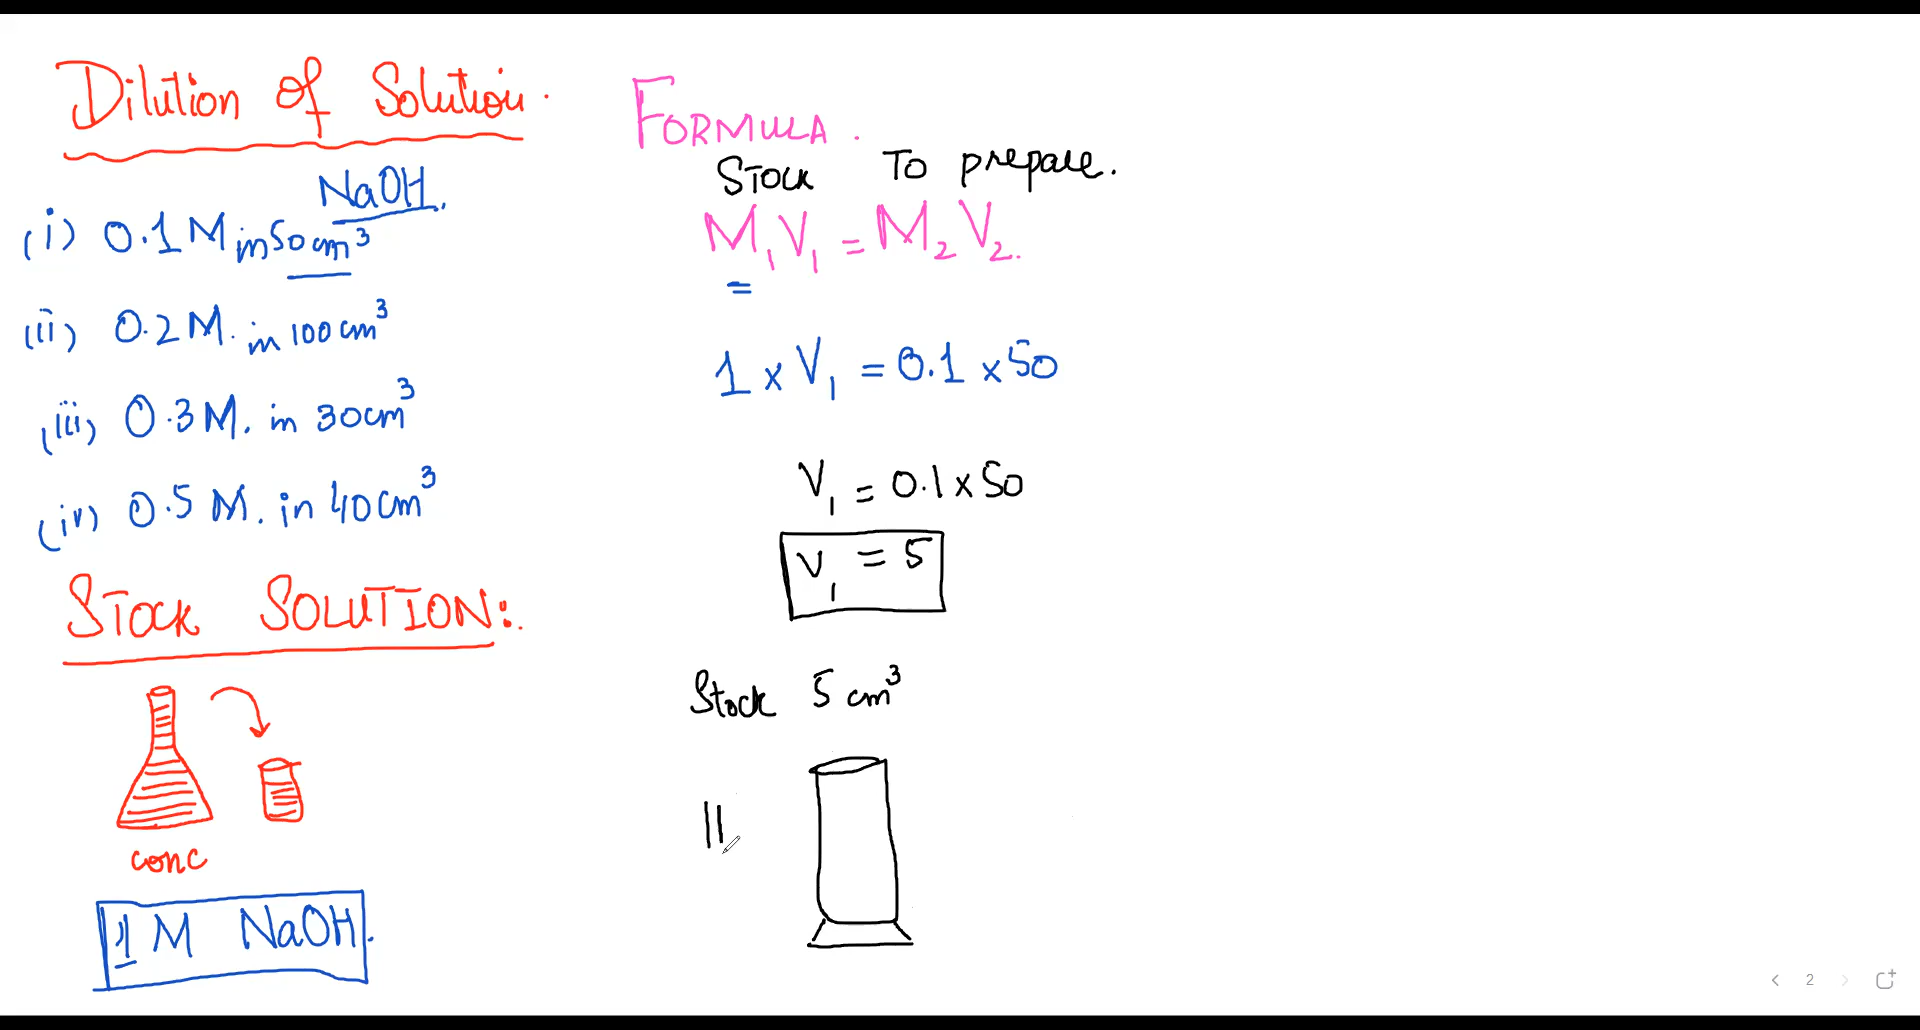 Dilution of Solution.
NaOH.
(i) 0.1 M in 50 cm³
(ii) 0.2 M. in 100 cm³
(iii) 0.3 M. in 30 cm³
(iv) 0.5 M. in 40 cm³
STOCK SOLUTION:.
conc
1 M NaOH.
FORMULA.
STOCK TO prepare.
M₁V₁ = M₂V₂.
=
1 x V₁ = 0.1 x 50
V₁ = 0.1 x 50
V₁ = 5
Stock 5 cm³
2